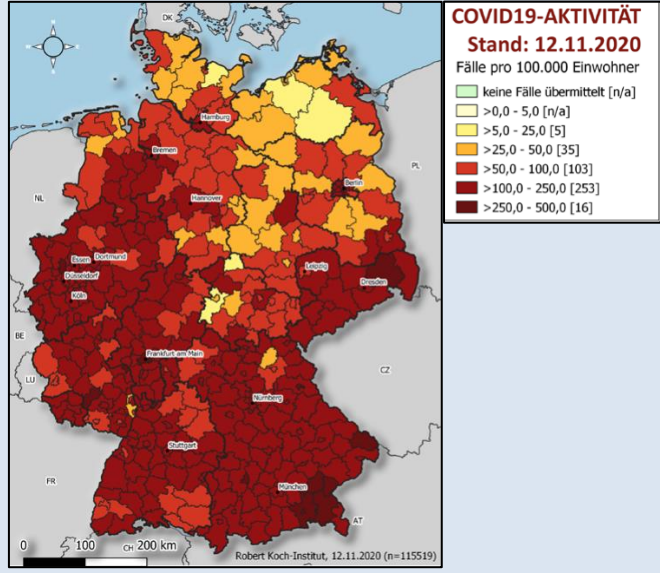 COVID19-AKTIVITÄT
Stand: 12.11.2020
Fälle pro 100.000 Einwohner
keine Fälle übermittelt [n/a]
>0,0 - 5,0 [n/a]
>5,0 - 25,0 [5]
>25,0 - 50,0 [35]
>50,0 - 100,0 [103]
>100,0 - 250,0 [253]
>250,0 - 500,0 [16]
DK
Hamburg
Bremen
PL
Berlin
NL
Hannover
Essen Dortmund
Düsseldorf
Leipzig
Dresden
Köln
BE
Frankfurt am Main
CZ
LU
Nürnberg
Stuttgart
FR
München
AT
0 100 200 km
CH
Robert Koch-Institut, 12.11.2020 (n=115519)